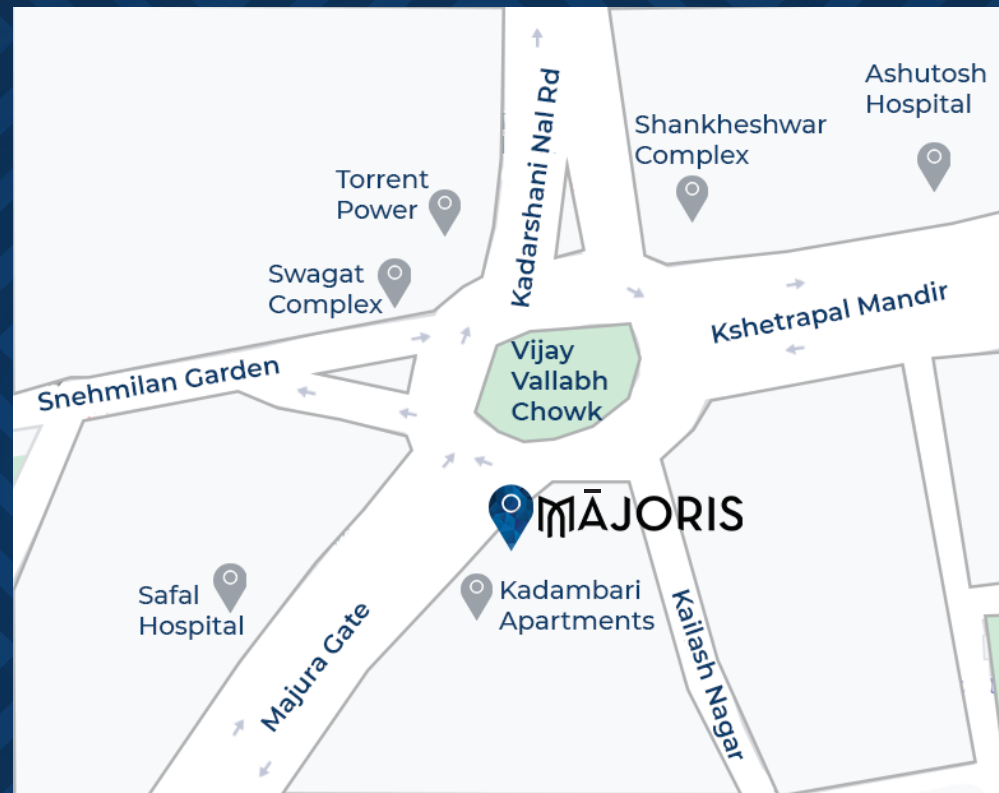 Ashutosh
Hospital
Shankheshwar
Complex
Kadarshani Nal Rd
Torrent
Power
Swagat
Complex
Kshetrapal Mandir
Snehmilan Garden
Vijay
Vallabh
Chowk
MĀJORIS
Safal
Hospital
Kadambari
Apartments
Majura Gate
Kailash Nagar